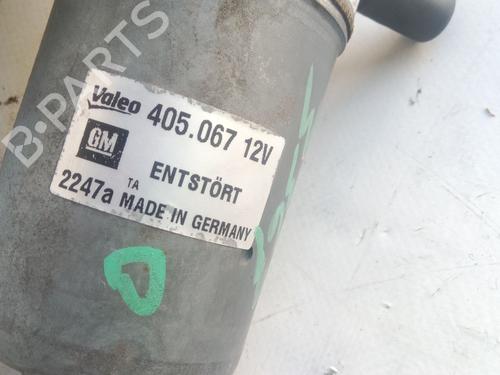 B-PARTS
Valeo 405.067 12V
GM
ENTSTÖRT
TA
2247a MADE IN GERMANY